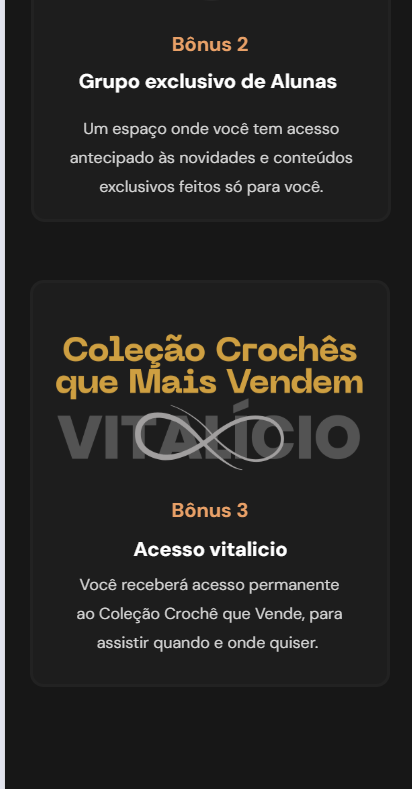 Bônus 2
Grupo exclusivo de Alunas
Um espaço onde você tem acesso
antecipado às novidades e conteúdos
exclusivos feitos só para você.
Coleção Crochês
que Mais Vendem
VITALÍCIO
Bônus 3
Acesso vitalicio
Você receberá acesso permanente
ao Coleção Crochê que Vende, para
assistir quando e onde quiser.